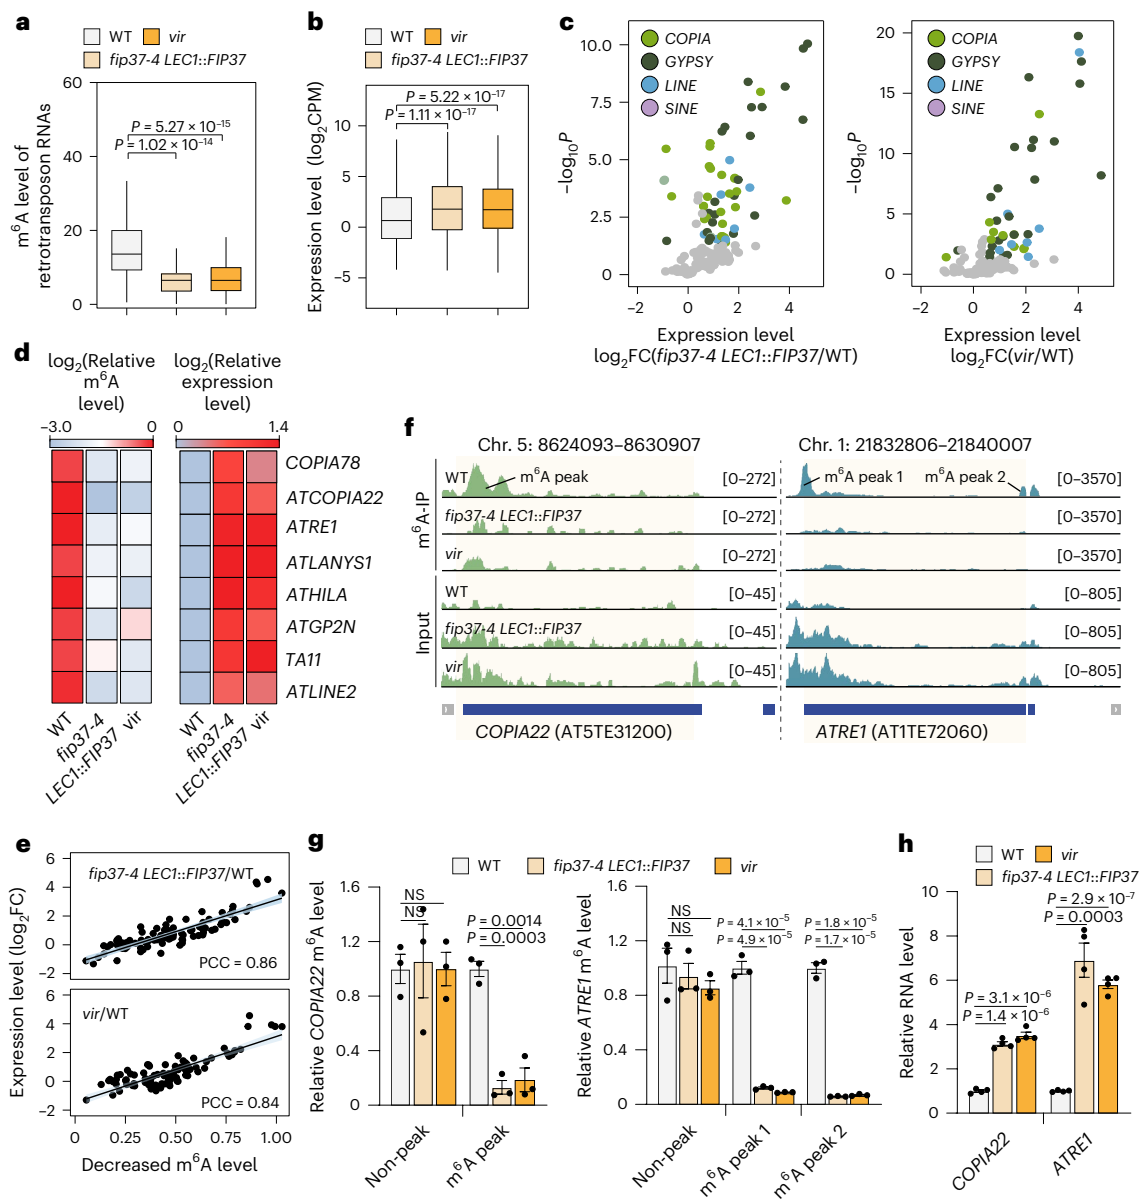 a
WT vir
fip37-4 LEC1::FIP37
m⁶A level of
retrotransposon RNAs
60
40
20
0
P = 5.27 × 10⁻¹⁵
P = 1.02 × 10⁻¹⁴
b
WT vir
fip37-4 LEC1::FIP37
Expression level (log₂CPM)
10
5
0
−5
P = 5.22 × 10⁻¹⁷
P = 1.11 × 10⁻¹⁷
c
COPIA
GYPSY
LINE
SINE
−log₁₀P
10.0
7.5
5.0
2.5
0
−2 0 2 4
Expression level
log₂FC(fip37-4 LEC1::FIP37/WT)
COPIA
GYPSY
LINE
SINE
−log₁₀P
20
15
10
5
0
−2 0 2 4
Expression level
log₂FC(vir/WT)
d
log₂(Relative
m⁶A
level)
−3.0 0
log₂(Relative
expression
level)
0 1.4
COPIA78
ATCOPIA22
ATRE1
ATLANYS1
ATHILA
ATGP2N
TA11
ATLINE2
WT
fip37-4
LEC1::FIP37
vir
WT
fip37-4
LEC1::FIP37
vir
f
Chr. 5: 8624093–8630907
Chr. 1: 21832806–21840007
m⁶A-IP
WT
m⁶A peak
[0–272]
m⁶A peak 1
m⁶A peak 2
[0–3570]
fip37-4 LEC1::FIP37
[0–272]
[0–3570]
vir
[0–272]
[0–3570]
Input
WT
[0–45]
[0–805]
fip37-4 LEC1::FIP37
[0–45]
[0–805]
vir
[0–45]
[0–805]
COPIA22 (AT5TE31200)
ATRE1 (AT1TE72060)
e
Expression level (log₂FC)
6
4
2
0
−2
fip37-4 LEC1::FIP37/WT
PCC = 0.86
6
4
2
0
−2
vir/WT
PCC = 0.84
0 0.25 0.50 0.75 1.00
Decreased m⁶A level
g
WT fip37-4 LEC1::FIP37 vir
Relative COPIA22 m⁶A level
1.6
1.2
0.8
0.4
0
NS
NS
P = 0.0014
P = 0.0003
Non-peak
m⁶A peak
Relative ATRE1 m⁶A level
1.6
1.2
0.8
0.4
0
NS
NS
P = 4.1 × 10⁻⁵
P = 4.9 × 10⁻⁵
P = 1.8 × 10⁻⁵
P = 1.7 × 10⁻⁵
Non-peak
m⁶A peak 1
m⁶A peak 2
h
WT vir
fip37-4 LEC1::FIP37
Relative RNA level
10
8
6
4
2
0
P = 2.9 × 10⁻⁷
P = 0.0003
P = 3.1 × 10⁻⁶
P = 1.4 × 10⁻⁶
COPIA22
ATRE1